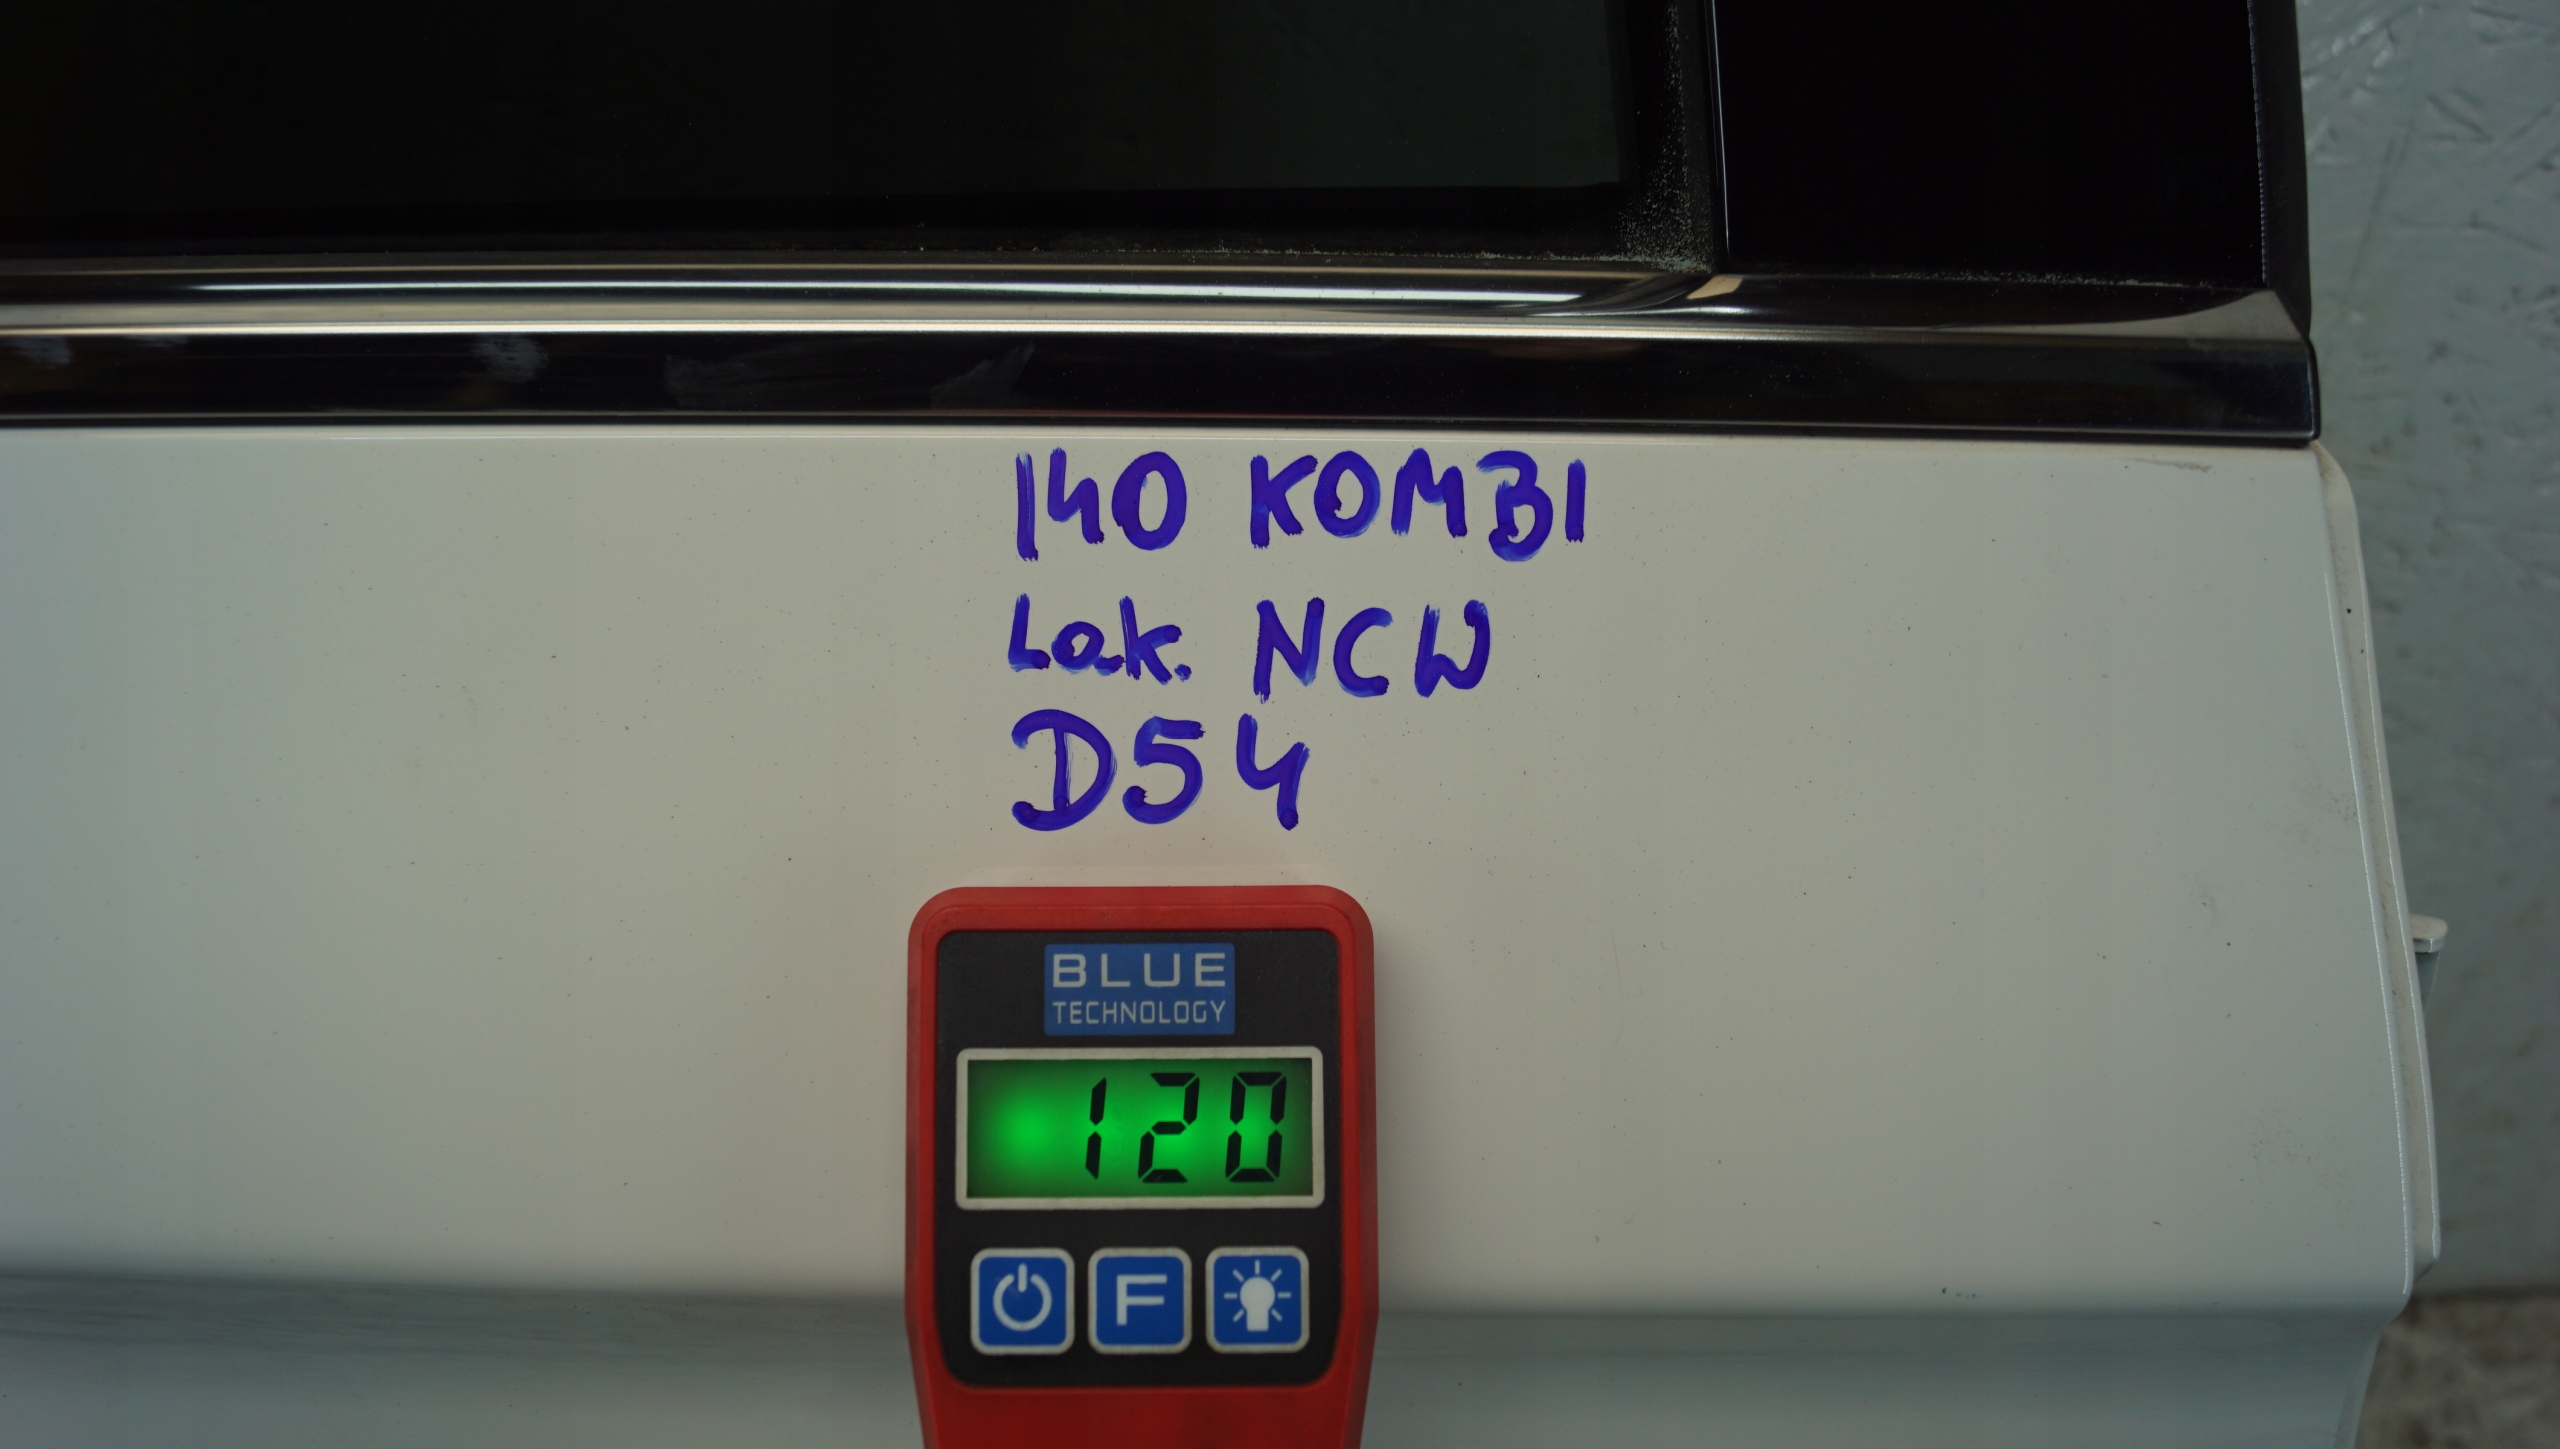 140 KOMBI
Lak. NCW
D54
BLUE
TECHNOLOGY
120
F